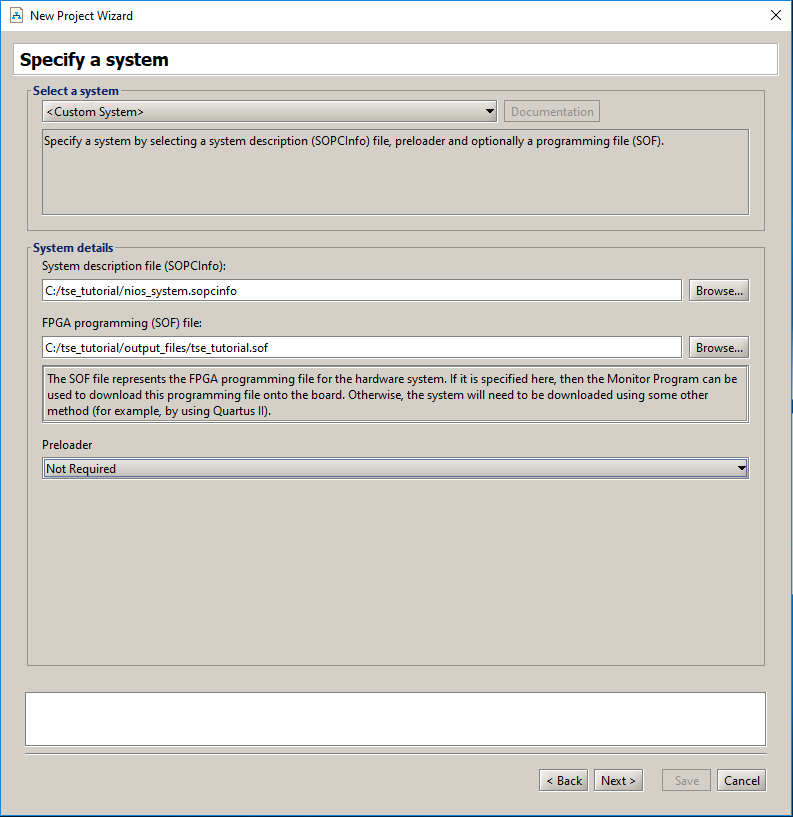 New Project Wizard
Specify a system
Select a system
<Custom System>
Documentation
Specify a system by selecting a system description (SOPCInfo) file, preloader and optionally a programming file (SOF).
System details
System description file (SOPCInfo):
C:/tse_tutorial/nios_system.sopcinfo
Browse...
FPGA programming (SOF) file:
C:/tse_tutorial/output_files/tse_tutorial.sof
Browse...
The SOF file represents the FPGA programming file for the hardware system. If it is specified here, then the Monitor Program can be
used to download this programming file onto the board. Otherwise, the system will need to be downloaded using some other
method (for example, by using Quartus II).
Preloader
Not Required
< Back
Next >
Save
Cancel